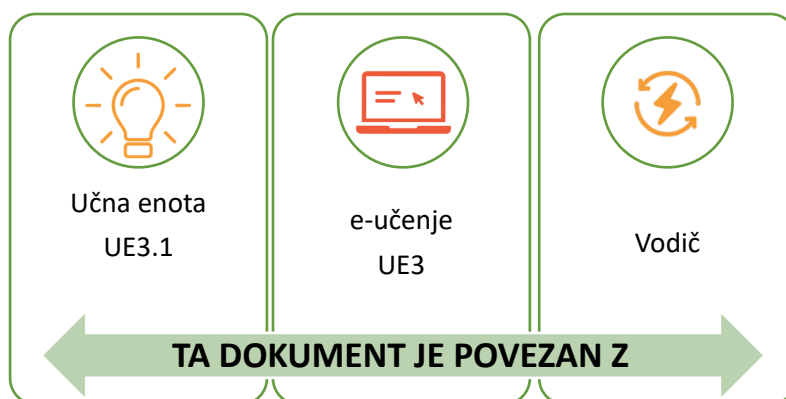 Učna enota
UE3.1
e-učenje
UE3
Vodič
TA DOKUMENT JE POVEZAN Z